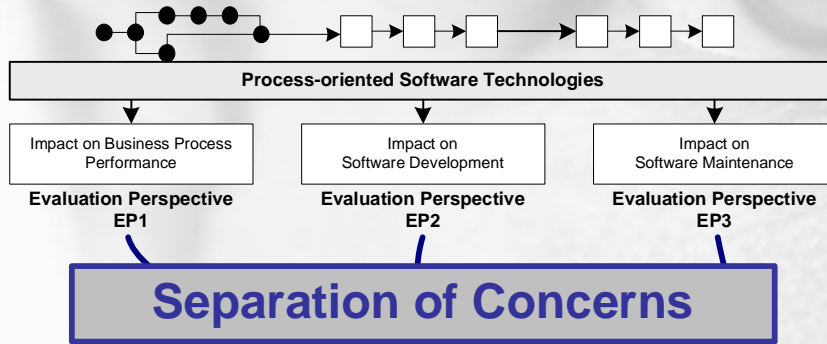 Process-oriented Software Technologies
Impact on Business Process
Performance
Evaluation Perspective
EP1
Impact on
Software Development
Evaluation Perspective
EP2
Impact on
Software Maintenance
Evaluation Perspective
EP3
Separation of Concerns